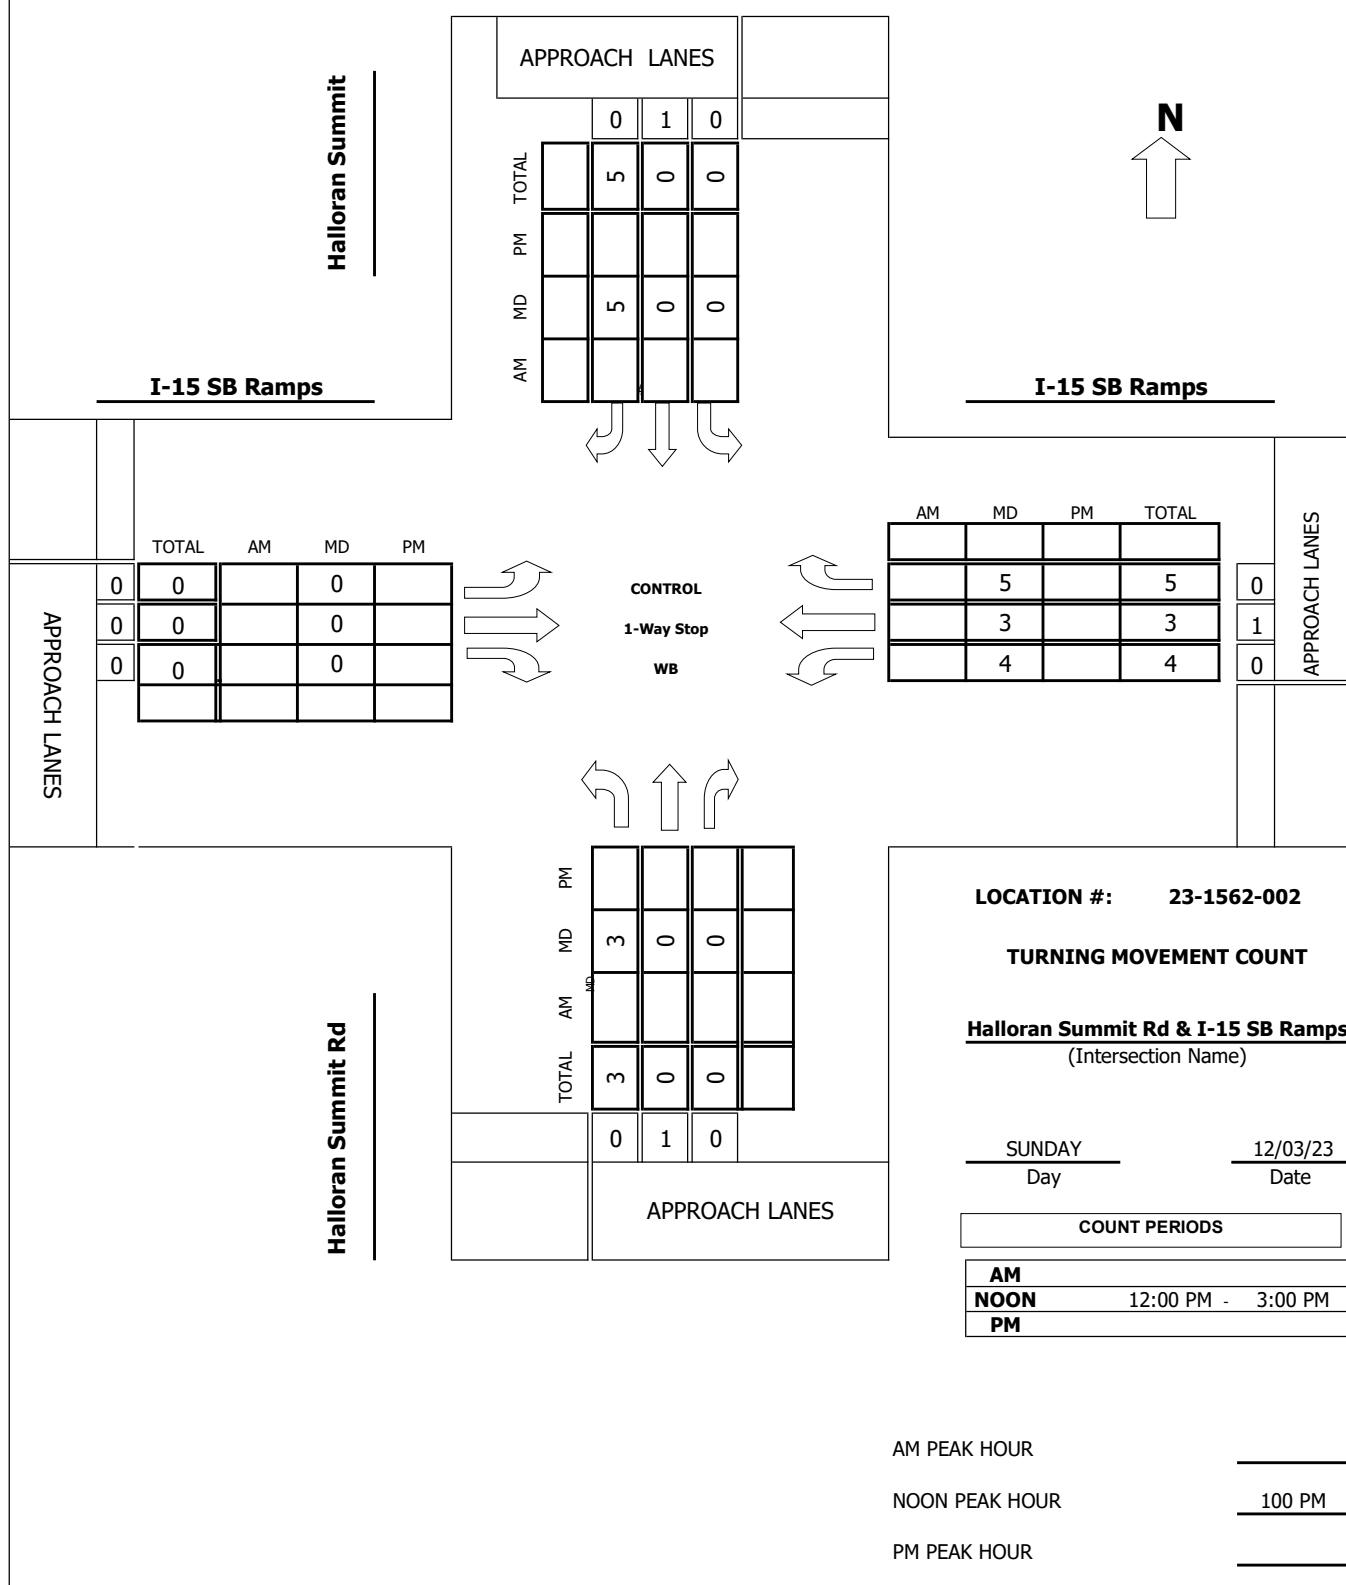 APPROACH LANES
Halloran Summit
N
0 1 0
TOTAL 5 0 0
PM
MD 5 0 0
AM
I-15 SB Ramps
I-15 SB Ramps
AM MD PM TOTAL
TOTAL AM MD PM
0 0 0
0 0 0
0 0 0
APPROACH LANES
CONTROL
1-Way Stop
WB
5 5 0
3 3 1
4 4 0
APPROACH LANES
PM
MD 3 0 0
AM
MD
TOTAL 3 0 0
0 1 0
APPROACH LANES
Halloran Summit Rd
LOCATION #: 23-1562-002
TURNING MOVEMENT COUNT
Halloran Summit Rd & I-15 SB Ramps
(Intersection Name)
SUNDAY 12/03/23
Day Date
COUNT PERIODS
AM
NOON 12:00 PM - 3:00 PM
PM
AM PEAK HOUR
NOON PEAK HOUR 100 PM
PM PEAK HOUR